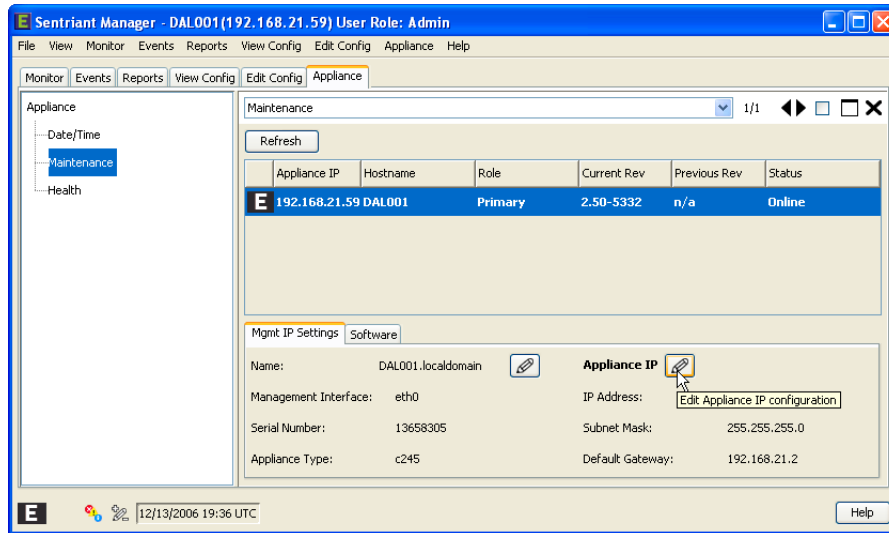 E Sentriant Manager - DAL001(192.168.21.59) User Role: Admin
File View Monitor Events Reports View Config Edit Config Appliance Help
Monitor Events Reports View Config Edit Config Appliance
Appliance
Date/Time
Maintenance
Health
Maintenance 1/1
Refresh
Appliance IP Hostname Role Current Rev Previous Rev Status
E 192.168.21.59 DAL001 Primary 2.50-5332 n/a Online
Mgmt IP Settings Software
Name: DAL001.localdomain Appliance IP
Management Interface: eth0 IP Address:
Edit Appliance IP configuration
Serial Number: 13658305 Subnet Mask: 255.255.255.0
Appliance Type: c245 Default Gateway: 192.168.21.2
E 12/13/2006 19:36 UTC Help